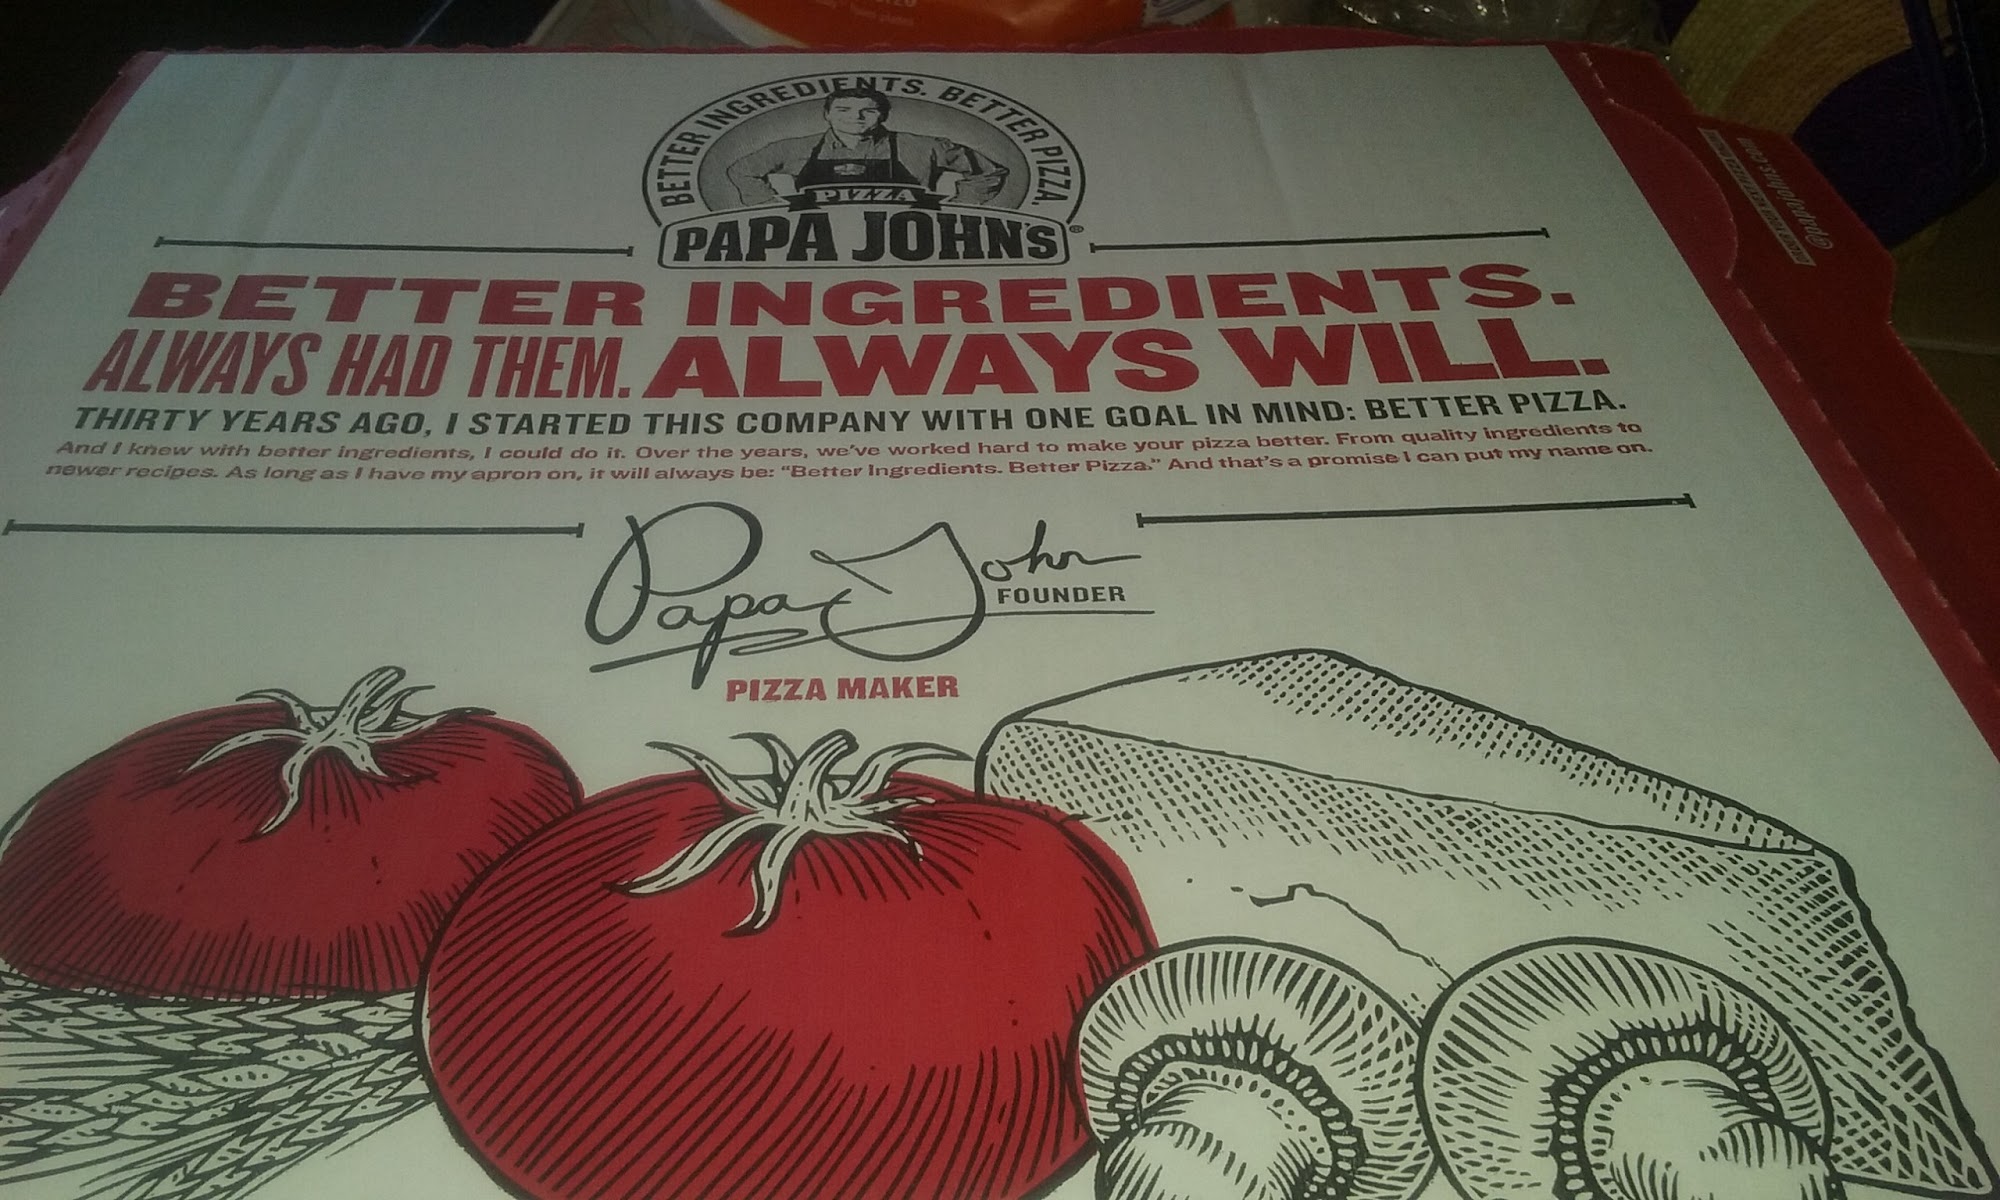 BETTER INGREDIENTS. BETTER PIZZA.
PIZZA
PAPA JOHN'S®
BETTER INGREDIENTS.
ALWAYS HAD THEM. ALWAYS WILL.
THIRTY YEARS AGO, I STARTED THIS COMPANY WITH ONE GOAL IN MIND: BETTER PIZZA.
And I knew with better ingredients, I could do it. Over the years, we've worked hard to make your pizza better. From quality ingredients to
newer recipes. As long as I have my apron on, it will always be: "Better Ingredients. Better Pizza." And that's a promise I can put my name on.
Papa John
FOUNDER
PIZZA MAKER
@papajohns